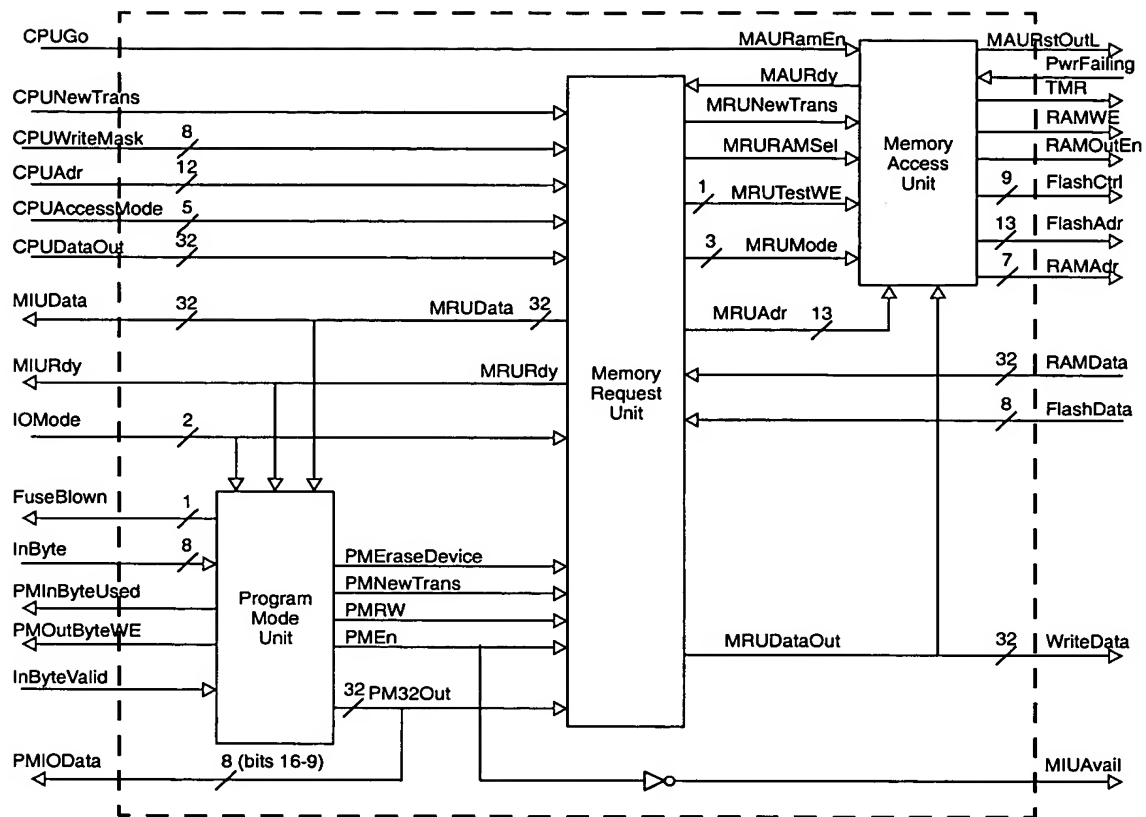 CPUGo
MAURamEn
MAURstOutL
PwrFailing
MAURdy
TMR
CPUNewTrans
MRUNewTrans
RAMWE
CPUWriteMask
8
MRURAMSel
Memory
Access
Unit
RAMOutEn
CPUAdr
12
9
FlashCtrl
CPUAccessMode
5
1
MRUTestWE
13
FlashAdr
CPUDataOut
32
3
MRUMode
7
RAMAdr
MIUData
32
MRUData
32
MRUAdr
13
MIURdy
MRURdy
Memory
Request
Unit
32
RAMData
IOMode
2
8
FlashData
FuseBlown
1
InByte
8
PMEraseDevice
PMInByteUsed
Program
Mode
Unit
PMNewTrans
PMRW
PMOutByteWE
PMEn
MRUDataOut
32
WriteData
InByteValid
32
PM32Out
PMIOData
8 (bits 16-9)
MIUAvail